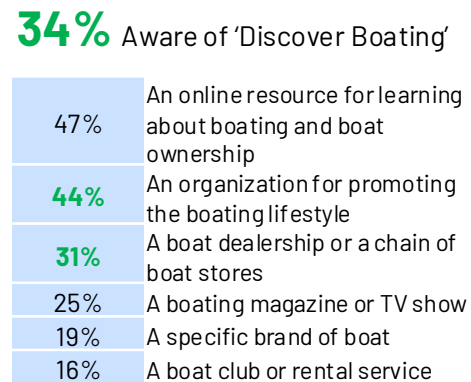 34% Aware of ‘Discover Boating’
An online resource for learning
47% about boating and boat
ownership
An organization for promoting
44%
the boating lifestyle
A boat dealership or a chain of
31%
boat stores
25% A boating magazine or TV show
19% A specific brand of boat
16% A boat club or rental service